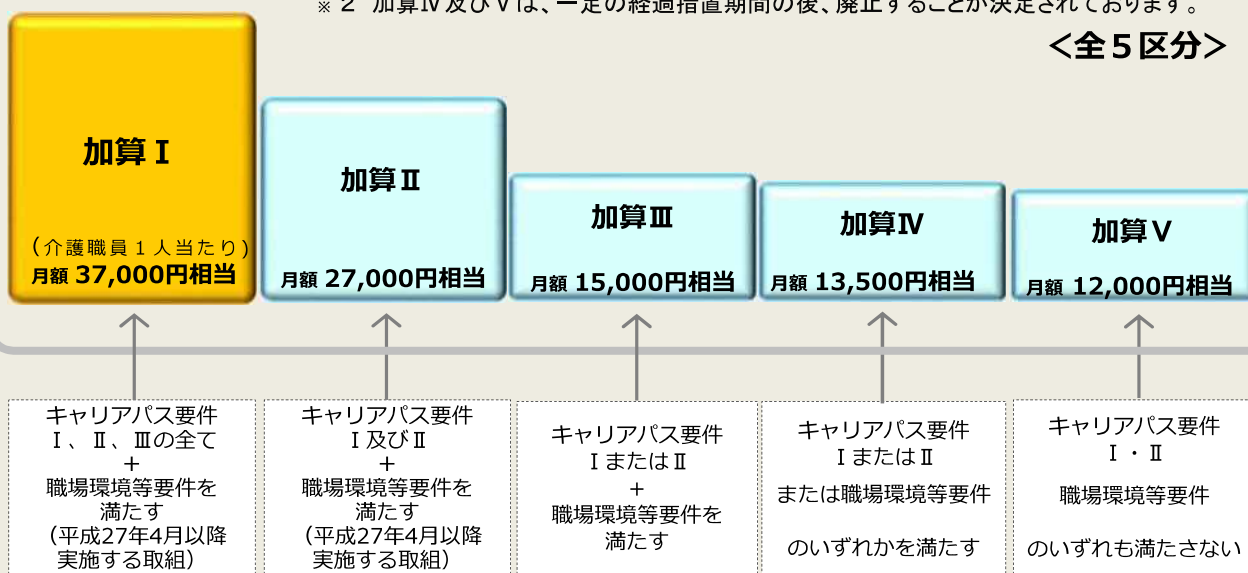 ※２ 加算Ⅳ及びⅤは、一定の経過措置期間の後、廃止することが決定されております。
＜全５区分＞
加算Ⅰ
（介護職員１人当たり）
月額 37,000円相当
加算Ⅱ
月額 27,000円相当
加算Ⅲ
月額 15,000円相当
加算Ⅳ
月額 13,500円相当
加算Ⅴ
月額 12,000円相当
キャリアパス要件
Ⅰ、Ⅱ、Ⅲの全て
+
職場環境等要件を
満たす
（平成27年4月以降
実施する取組）
キャリアパス要件
Ⅰ及びⅡ
+
職場環境等要件を
満たす
（平成27年4月以降
実施する取組）
キャリアパス要件
ⅠまたはⅡ
+
職場環境等要件を
満たす
キャリアパス要件
ⅠまたはⅡ
または職場環境等要件
のいずれかを満たす
キャリアパス要件
Ⅰ・Ⅱ
職場環境等要件
のいずれも満たさない